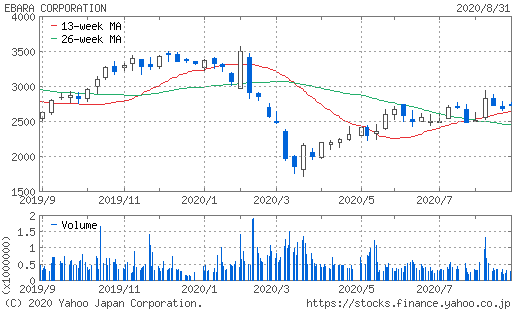 EBARA CORPORATION 2020/8/31
13-week MA
26-week MA
4000
3500
3000
2500
2000
1500
2019/9 2019/11 2020/1 2020/3 2020/5 2020/7
Volume
2
1.5
1
0.5
0
(x1000000)
2019/9 2019/11 2020/1 2020/3 2020/5 2020/7
(C) 2020 Yahoo Japan Corporation. https://stocks.finance.yahoo.co.jp/